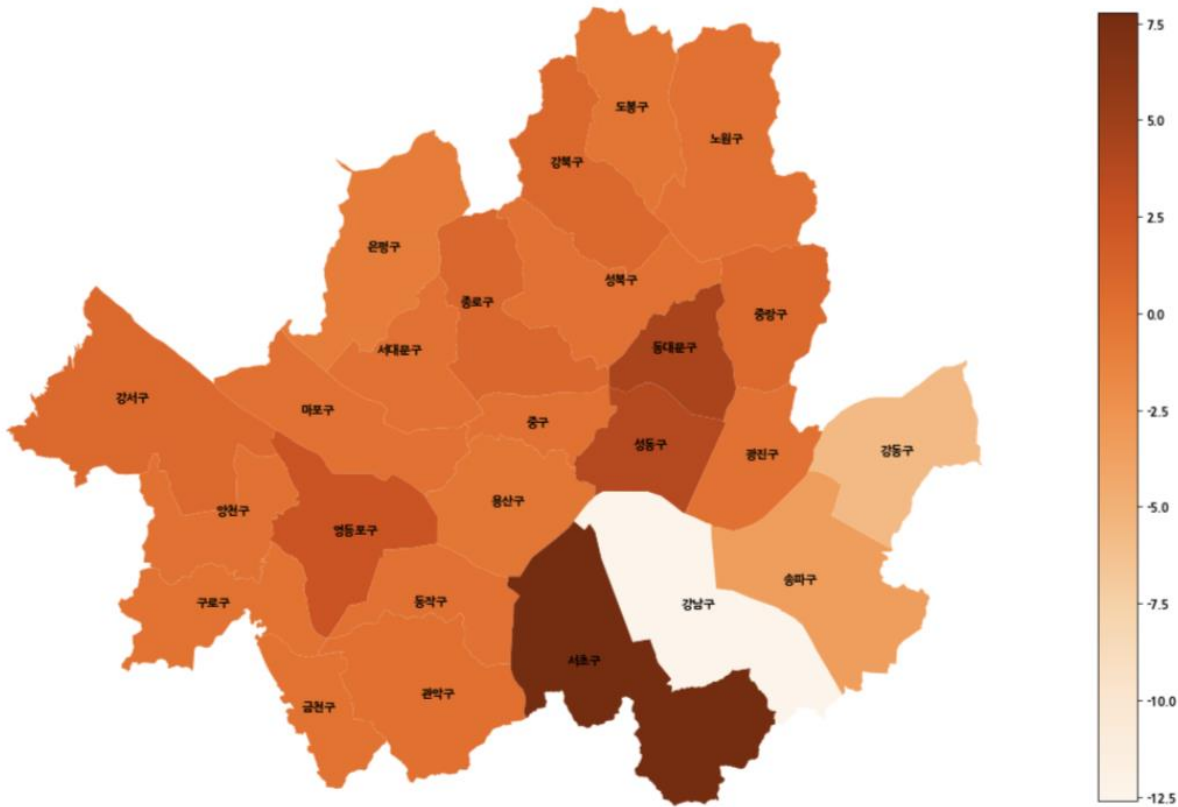 도봉구
노원구
강북구
은평구
성북구
종로구
중랑구
동대문구
서대문구
강서구
마포구
중구
성동구
광진구
강동구
양천구
용산구
영등포구
송파구
구로구
동작구
강남구
서초구
관악구
금천구
7.5
5.0
2.5
0.0
-2.5
-5.0
-7.5
-10.0
-12.5